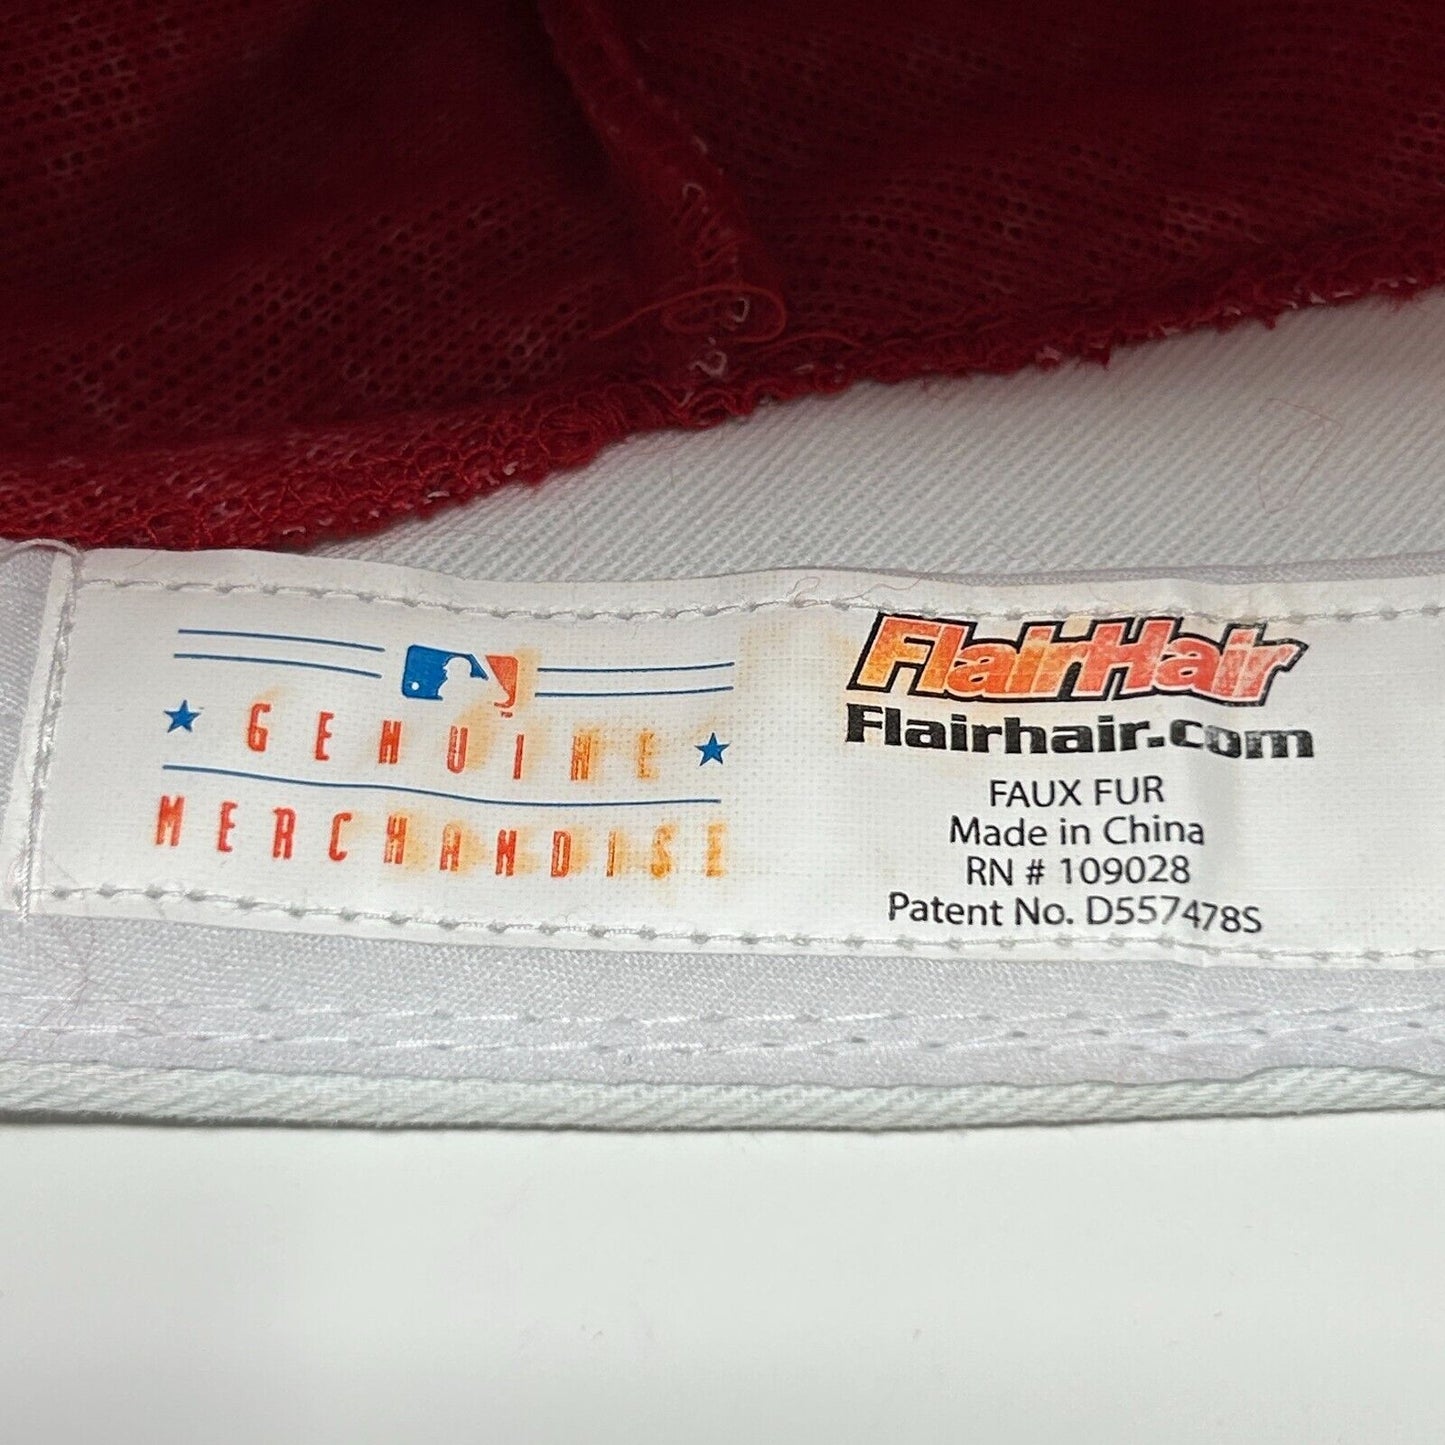 GENUINE
MERCHANDISE
FlairHair
Flairhair.com
FAUX FUR
Made in China
RN # 109028
Patent No. D557478S